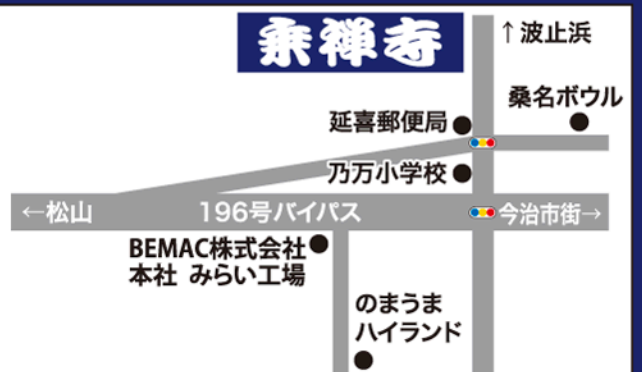 乗禅寺
↑波止浜
桑名ボウル
延喜郵便局
乃万小学校
←松山
196号バイパス
今治市街→
BEMAC株式会社
本社 みらい工場
のまうま
ハイランド